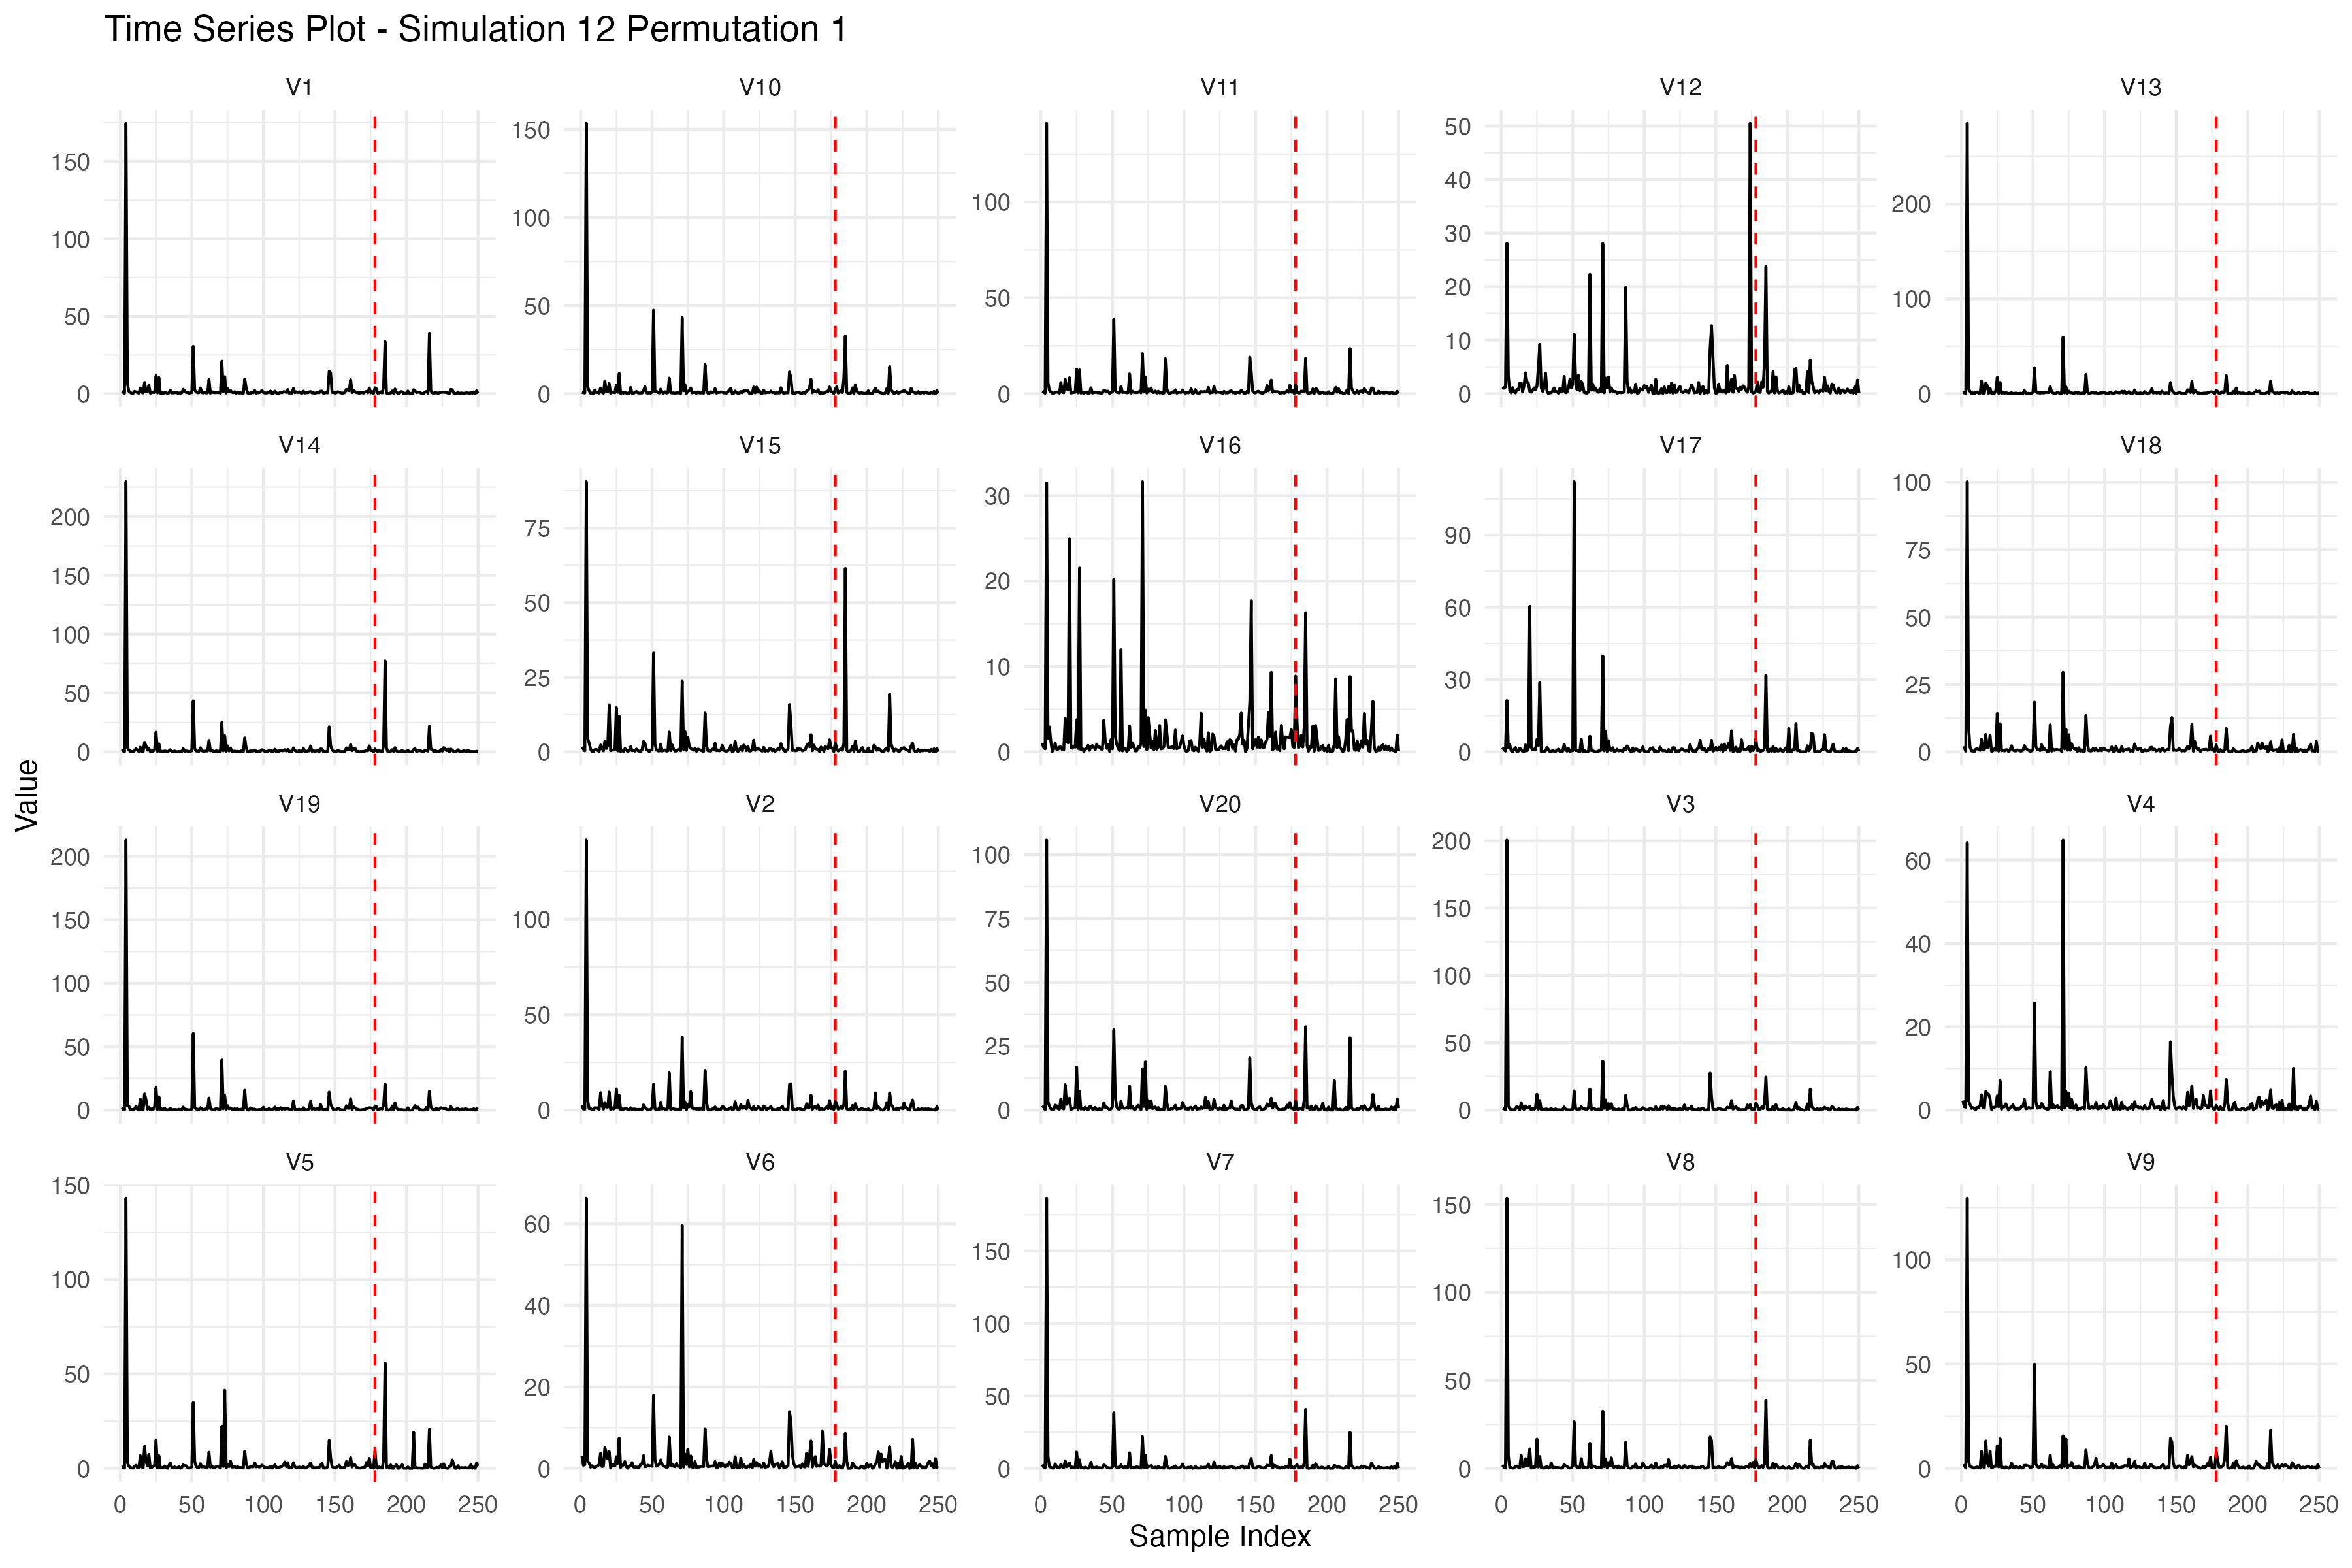 Time Series Plot - Simulation 12 Permutation 1
V1 V10 V11 V12 V13
150 100 50 0
150 100 50 0
100 50 0
50 40 30 20 10 0
200 100 0
V14 V15 V16 V17 V18
200 150 100 50 0
75 50 25 0
30 20 10 0
90 60 30 0
100 75 50 25 0
V19 V2 V20 V3 V4
200 150 100 50 0
100 50 0
100 75 50 25 0
200 150 100 50 0
60 40 20 0
V5 V6 V7 V8 V9
150 100 50 0
60 40 20 0
150 100 50 0
150 100 50 0
100 50 0
0 50 100 150 200 250 0 50 100 150 200 250 0 50 100 150 200 250 0 50 100 150 200 250 0 50 100 150 200 250
Sample Index
Value